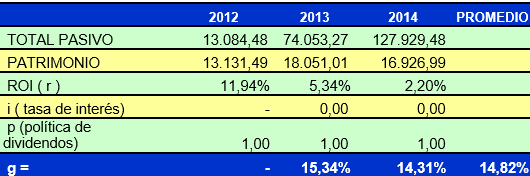 2012 2013 2014 PROMEDIO
TOTAL PASIVO 13.084,48 74.053,27 127.929,48
PATRIMONIO 13.131,49 18.051,01 16.926,99
ROI ( r ) 11,94% 5,34% 2,20%
i ( tasa de interés) - 0,00 0,00
p (política de
dividendos) 1,00 1,00 1,00
g = - 15,34% 14,31% 14,82%